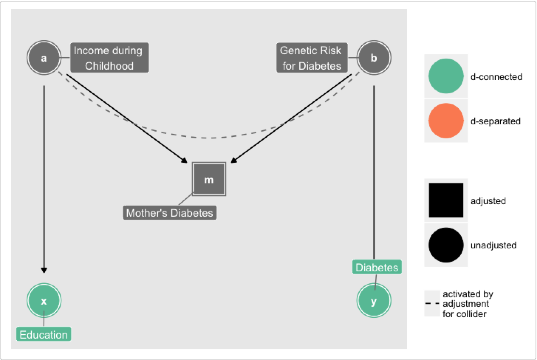 a
Income during
Childhood
Genetic Risk
for Diabetes
b
m
Mother's Diabetes
Diabetes
x
y
Education
d-connected
d-separated
adjusted
unadjusted
activated by
adjustment
for collider